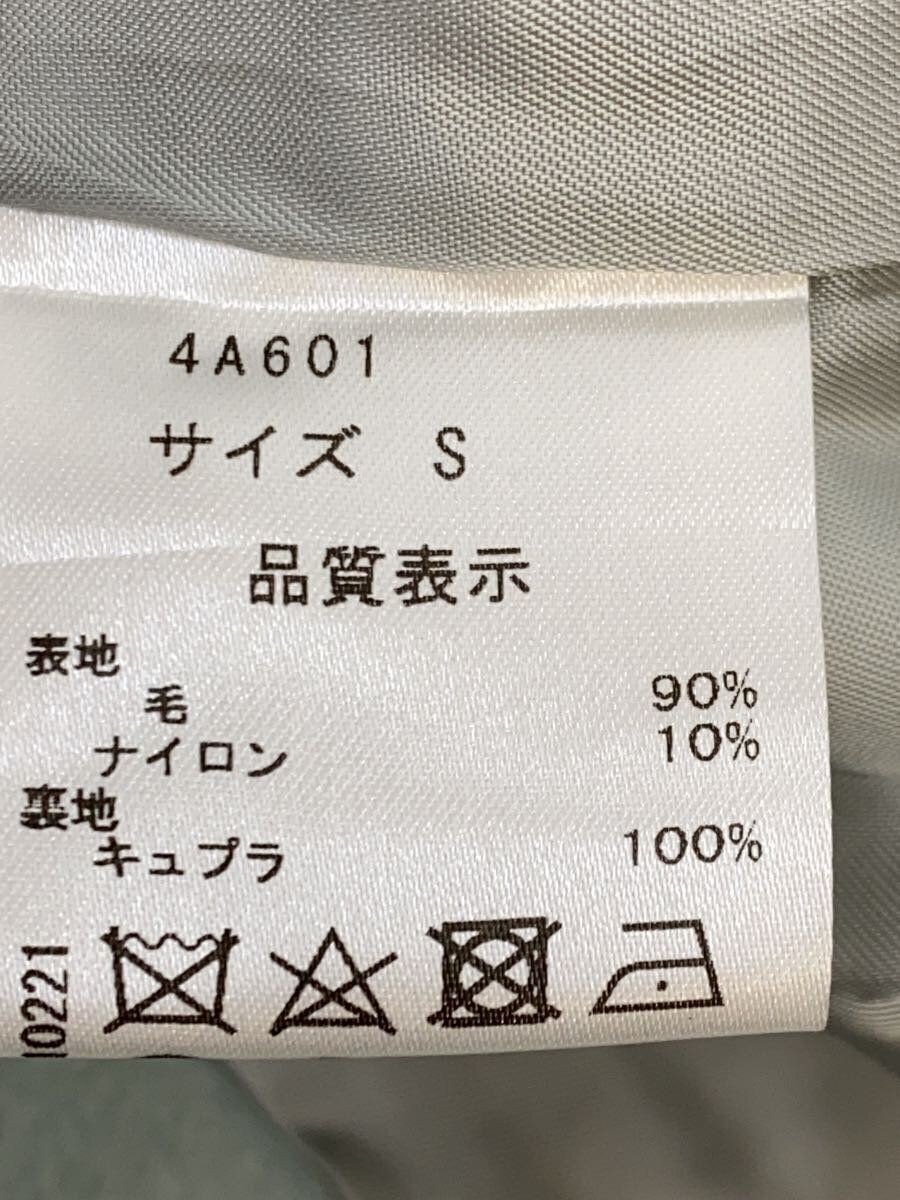 4A601
サイズ S
品質表示
表地
毛 90%
ナイロン 10%
裏地
キュプラ 100%
10221